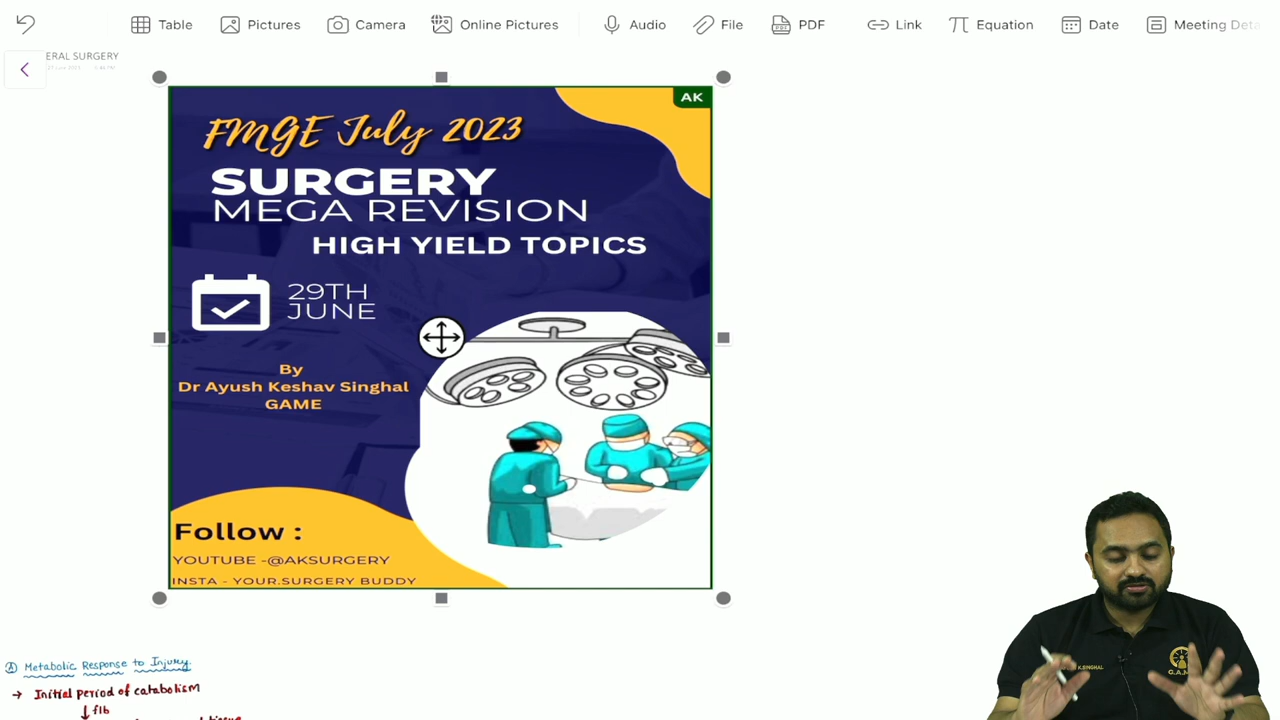 Table Pictures Camera Online Pictures Audio File PDF Link Equation Date Meeting Deta
ERAL SURGERY
AK
FMGE July 2023
SURGERY
MEGA REVISION
HIGH YIELD TOPICS
29TH
JUNE
By
Dr Ayush Keshav Singhal
GAME
Follow :
YOUTUBE -@AKSURGERY
INSTA - YOUR.SURGERY BUDDY
A Metabolic Response to Injury.
→ Initial period of catabolism
↓ flb
K.SINGHAL